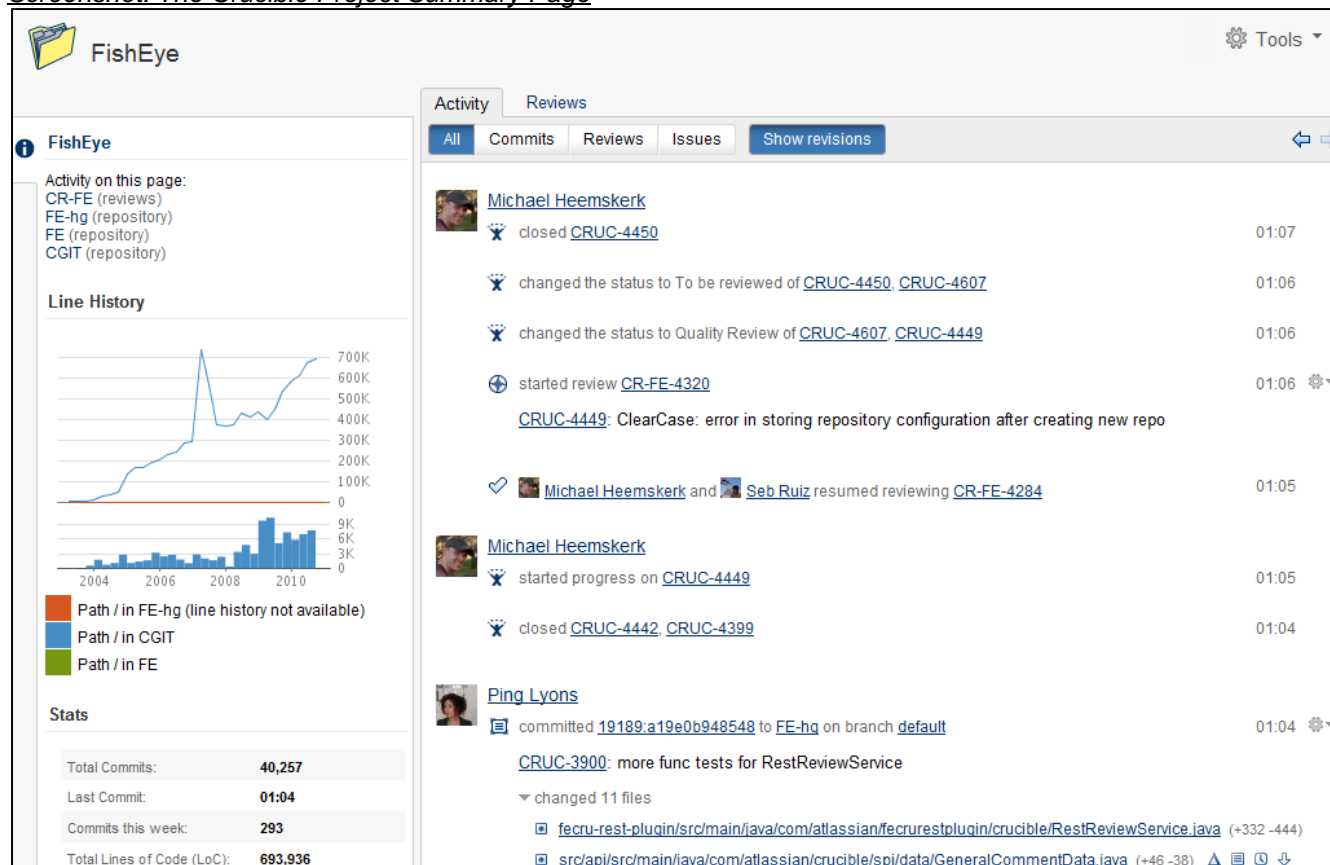 Screenshot: The Crucible Project Summary Page
FishEye
Tools
Activity Reviews
All Commits Reviews Issues Show revisions
FishEye
Activity on this page:
CR-FE (reviews)
FE-hg (repository)
FE (repository)
CGIT (repository)
Line History
700K
600K
500K
400K
300K
200K
100K
0
9K
6K
3K
0
2004 2006 2008 2010
Path / in FE-hg (line history not available)
Path / in CGIT
Path / in FE
Stats
Total Commits: 40,257
Last Commit: 01:04
Commits this week: 293
Total Lines of Code (LoC): 693,936
Michael Heemskerk
closed CRUC-4450 01:07
changed the status to To be reviewed of CRUC-4450, CRUC-4607 01:06
changed the status to Quality Review of CRUC-4607, CRUC-4449 01:06
started review CR-FE-4320 01:06
CRUC-4449: ClearCase: error in storing repository configuration after creating new repo
Michael Heemskerk and Seb Ruiz resumed reviewing CR-FE-4284 01:05
Michael Heemskerk
started progress on CRUC-4449 01:05
closed CRUC-4442, CRUC-4399 01:04
Ping Lyons
committed 19189:a19e0b948548 to FE-hg on branch default 01:04
CRUC-3900: more func tests for RestReviewService
changed 11 files
fecru-rest-plugin/src/main/java/com/atlassian/fecrurestplugin/crucible/RestReviewService.java (+332 -444)
src/api/src/main/java/com/atlassian/crucible/spi/data/GeneralCommentData.java (+46 -38)